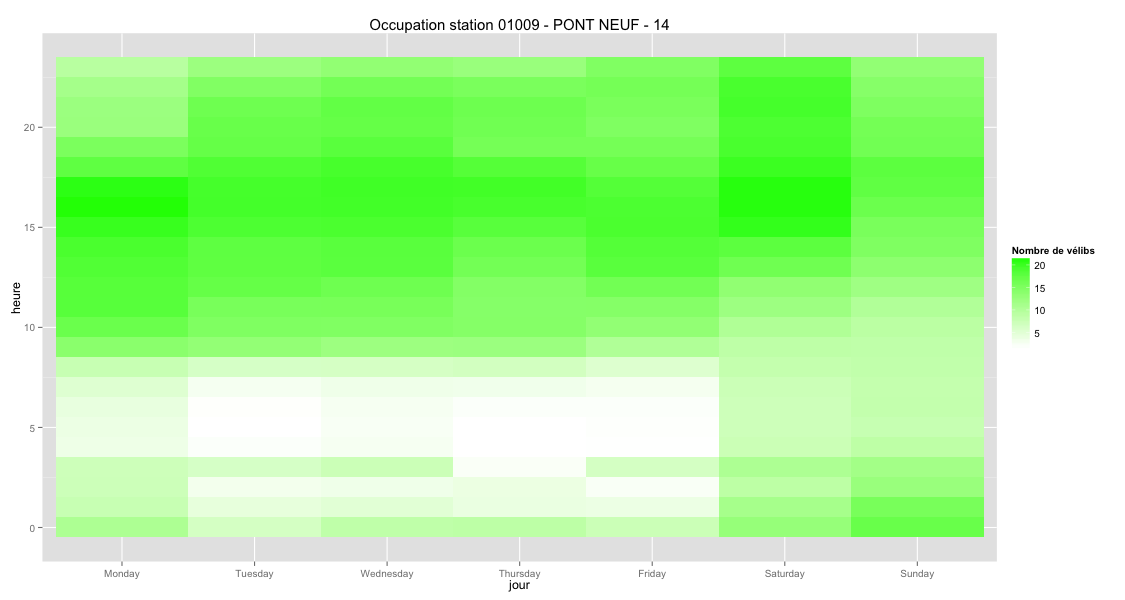 Occupation station 01009 - PONT NEUF - 14
heure
20
15
10
5
0
Monday Tuesday Wednesday Thursday Friday Saturday Sunday
jour
Nombre de vélibs
20
15
10
5